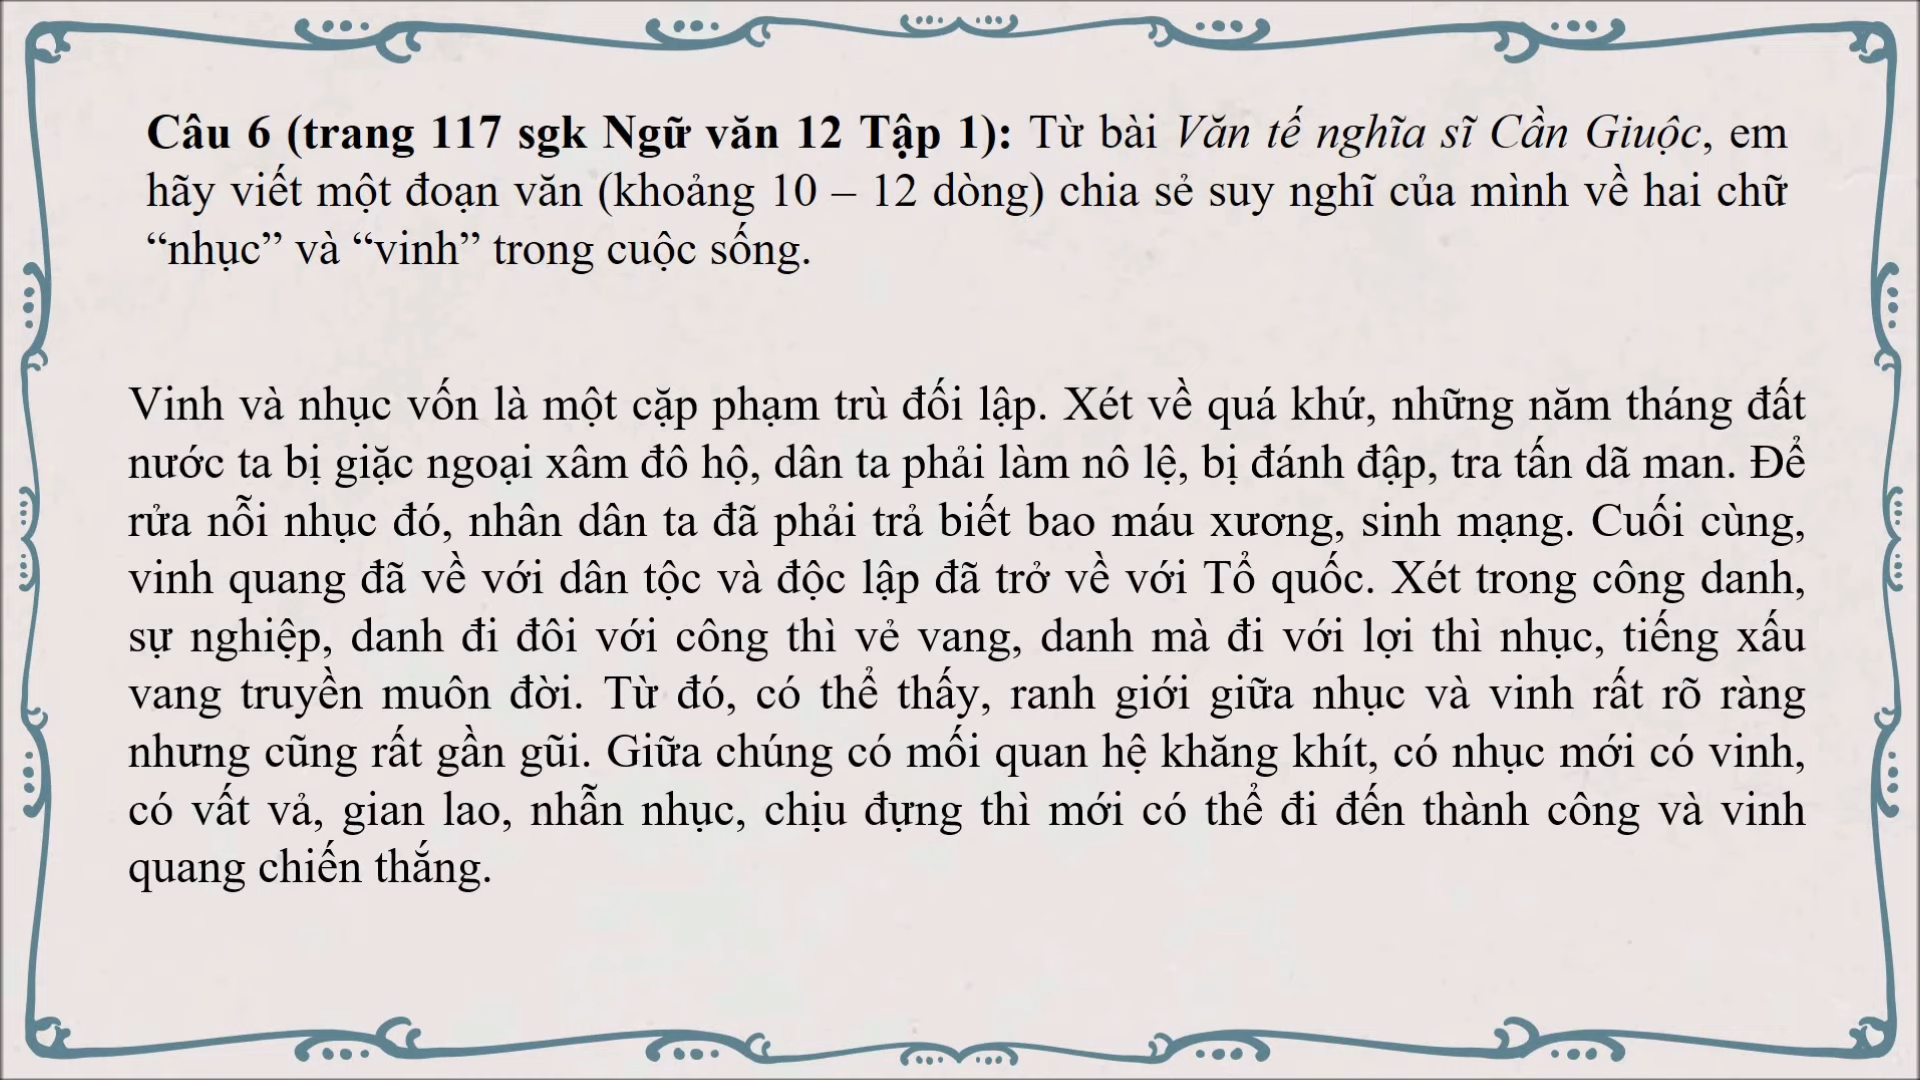 Câu 6 (trang 117 sgk Ngữ văn 12 Tập 1): Từ bài Văn tế nghĩa sĩ Cần Giuộc, em
hãy viết một đoạn văn (khoảng 10 – 12 dòng) chia sẻ suy nghĩ của mình về hai chữ
“nhục” và “vinh” trong cuộc sống.
Vinh và nhục vốn là một cặp phạm trù đối lập. Xét về quá khứ, những năm tháng đất
nước ta bị giặc ngoại xâm đô hộ, dân ta phải làm nô lệ, bị đánh đập, tra tấn dã man. Để
rửa nỗi nhục đó, nhân dân ta đã phải trả biết bao máu xương, sinh mạng. Cuối cùng,
vinh quang đã về với dân tộc và độc lập đã trở về với Tổ quốc. Xét trong công danh,
sự nghiệp, danh đi đôi với công thì vẻ vang, danh mà đi với lợi thì nhục, tiếng xấu
vang truyền muôn đời. Từ đó, có thể thấy, ranh giới giữa nhục và vinh rất rõ ràng
nhưng cũng rất gần gũi. Giữa chúng có mối quan hệ khăng khít, có nhục mới có vinh,
có vất vả, gian lao, nhẫn nhục, chịu đựng thì mới có thể đi đến thành công và vinh
quang chiến thắng.